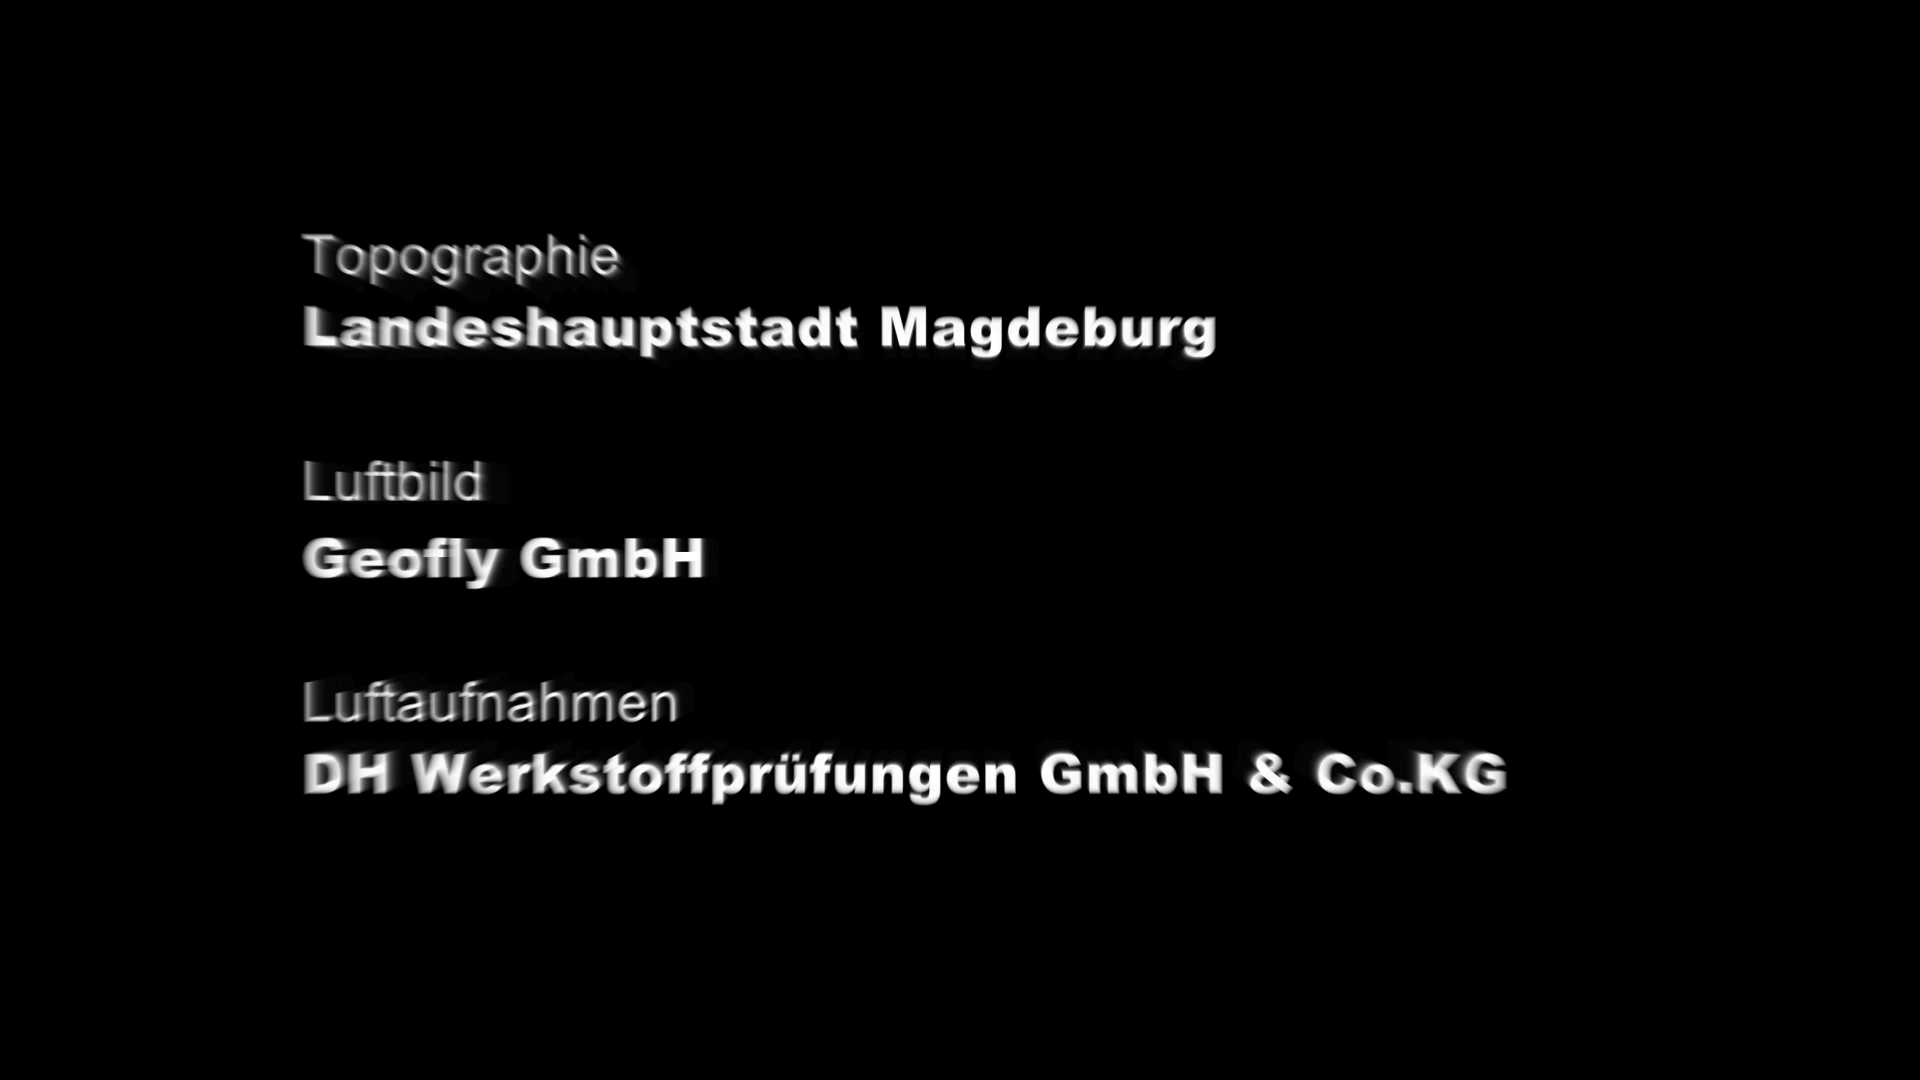 Topographie
Landeshauptstadt Magdeburg
Luftbild
Geofly GmbH
Luftaufnahmen
DH Werkstoffprüfungen GmbH & Co.KG